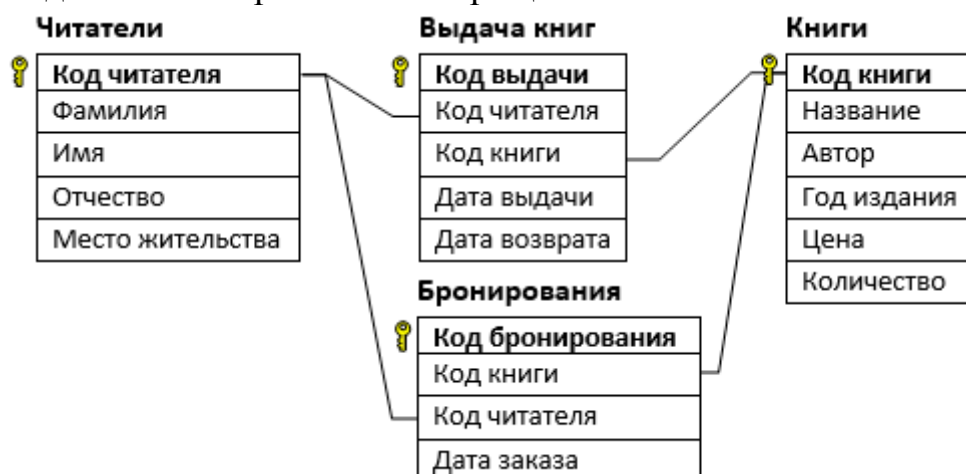 Читатели
Код читателя
Фамилия
Имя
Отчество
Место жительства
Выдача книг
Код выдачи
Код читателя
Код книги
Дата выдачи
Дата возврата
Книги
Код книги
Название
Автор
Год издания
Цена
Количество
Бронирования
Код бронирования
Код книги
Код читателя
Дата заказа